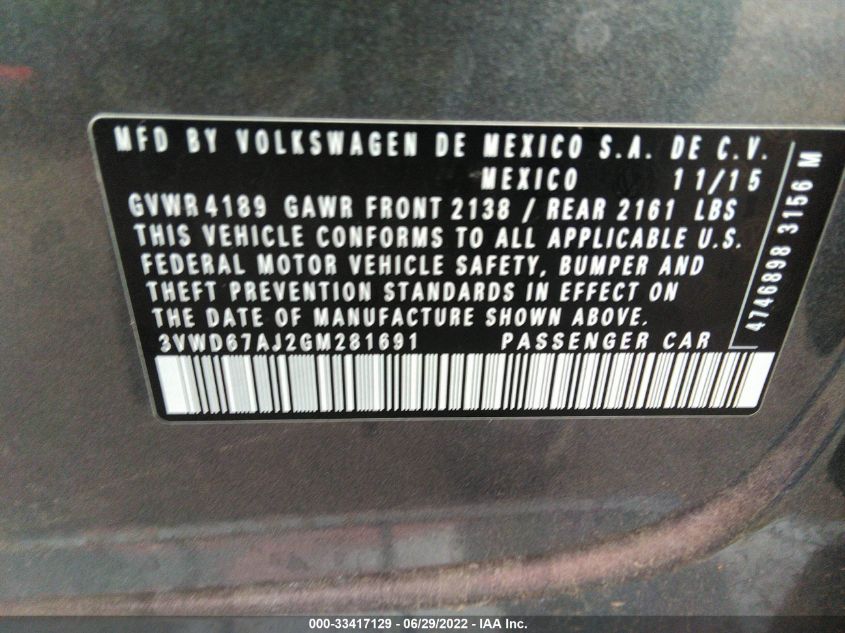 MFD BY VOLKSWAGEN DE MEXICO S.A. DE C.V.
MEXICO 11/15
GVWR 4189 GAWR FRONT 2138 / REAR 2161 LBS
THIS VEHICLE CONFORMS TO ALL APPLICABLE U.S.
FEDERAL MOTOR VEHICLE SAFETY, BUMPER AND
THEFT PREVENTION STANDARDS IN EFFECT ON
THE DATE OF MANUFACTURE SHOWN ABOVE.
3VWD67AJ2GM281691 PASSENGER CAR
4746898 3156 M
000-33417129 - 06/29/2022 - IAA Inc.